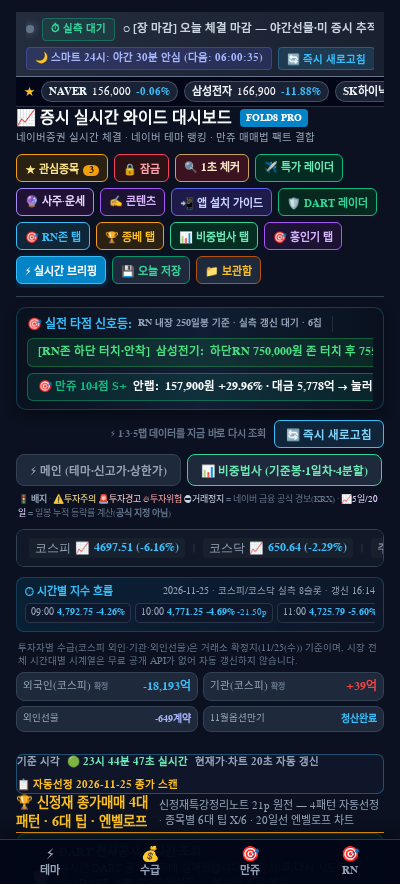 ⏱ 실측 대기 ○ [장 마감] 오늘 체결 마감 — 야간선물·미 증시 추적
🌙 스마트 24시: 야간 30분 안심 (다음: 06:00:35) 🔄 즉시 새로고침
★ NAVER 156,000 -0.06% 삼성전자 166,900 -11.88% SK하이닉
📈 증시 실시간 와이드 대시보드 FOLD8 PRO
네이버증권 실시간 체결 · 네이버 테마 랭킹 · 만쥬 매매법 팩트 결합
★ 관심종목 3 🔒 잠금 🔍 1초 체커 ✈️ 특가 레이더
🔮 사주·운세 ✍️ 콘텐츠 📲 앱 설치 가이드 🛡️ DART 레이더
🎯 RN존 탭 🏆 종베 탭 📊 비중법사 탭 🎯 홍인기 탭
⚡ 실시간 브리핑 💾 오늘 저장 📁 보관함
🎯 실전 타점 신호등: RN 내장 250일봉 기준 · 실측 갱신 대기 · 6칩
[RN존 하단 터치·안착] 삼성전기: 하단RN 750,000원 존 터치 후 75
🎯 만쥬 104점 S+ 안랩: 157,900원 +29.96% · 대금 5,778억 → 눌러
⚡ 1·3·5탭 데이터를 지금 바로 다시 조회 🔄 즉시 새로고침
⚡ 메인 (테마·신고가·상한가) 📊 비중법사 (기준봉·1일차·4분할)
🚦 배지 · ⚠️투자주의 🚨투자경고 🔥투자위험 ⛔거래정지 = 네이버 금융 공식 경보(KRX) · 📈5일/20
일 = 일봉 누적 등락률 계산(공식 지정 아님)
코스피 📈 4697.51 (-6.16%) 코스닥 📈 650.64 (-2.29%)
⏱ 시간별 지수 흐름 2026-11-25 · 코스피/코스닥 실측 8슬롯 · 갱신 16:14
09:00 4,792.75 -4.26% 10:00 4,771.25 -4.69% -21.50p 11:00 4,725.79 -5.60%
투자자별 수급(코스피 외인·기관·외인선물)은 거래소 확정치(11/25(수)) 기준이며, 시장 전
체 시간대별 시계열은 무료 공개 API가 없어 자동 갱신하지 않습니다.
외국인(코스피) 확정 -18,193억 기관(코스피) 확정 +39억
외인선물 -649계약 11월옵션만기 청산완료
기준 시각 🟢 23시 44분 47초 실시간 현재가·차트 20초 자동 갱신
📋 자동선정 2026-11-25 종가 스캔
🏆 신정재 종가매매 4대 패턴 · 6대 팁 · 엔벨로프
신정재특강정리노트 21p 원전 — 4패턴 자동선정 · 종목별 6대 팁 X/6 · 20일선 엔벨로프 차트
⚡ 테마 💰 수급 🎯 만쥬 🎯 RN